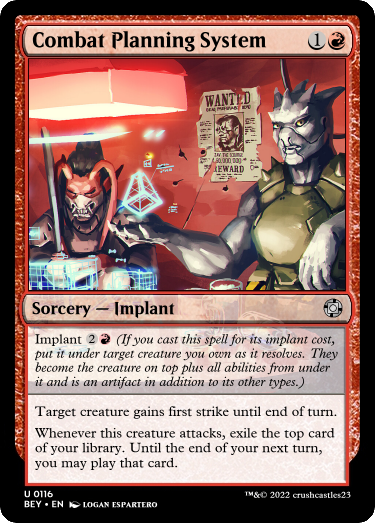 Combat Planning System 1
WANTED
REWARD
Sorcery — Implant
Implant 2 (If you cast this spell for its implant cost,
put it under target creature you own as it resolves. They
become the creature on top plus all abilities from under
it and is an artifact in addition to its other types.)
Target creature gains first strike until end of turn.
Whenever this creature attacks, exile the top card
of your library. Until the end of your next turn,
you may play that card.
U 0116
BEY • EN LOGAN ESPARTERO
™&© 2022 crushcastles23